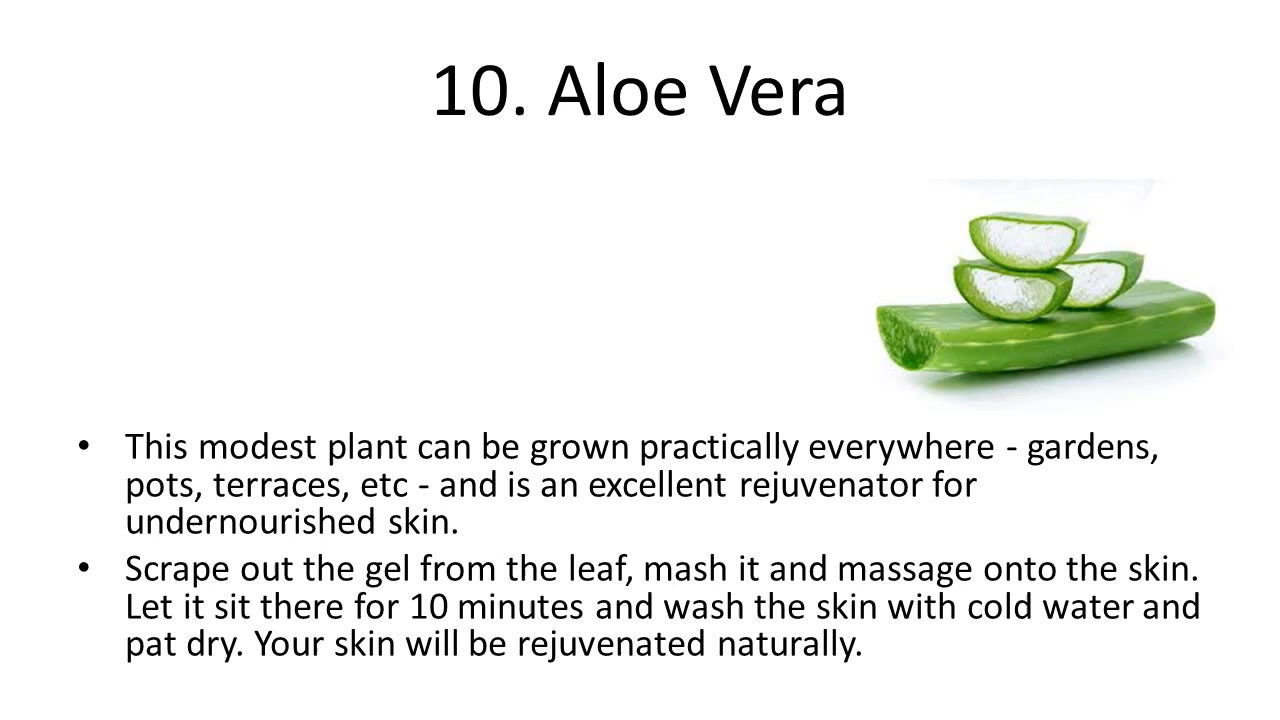 10. Aloe Vera
• This modest plant can be grown practically everywhere - gardens,
pots, terraces, etc - and is an excellent rejuvenator for
undernourished skin.
• Scrape out the gel from the leaf, mash it and massage onto the skin.
Let it sit there for 10 minutes and wash the skin with cold water and
pat dry. Your skin will be rejuvenated naturally.